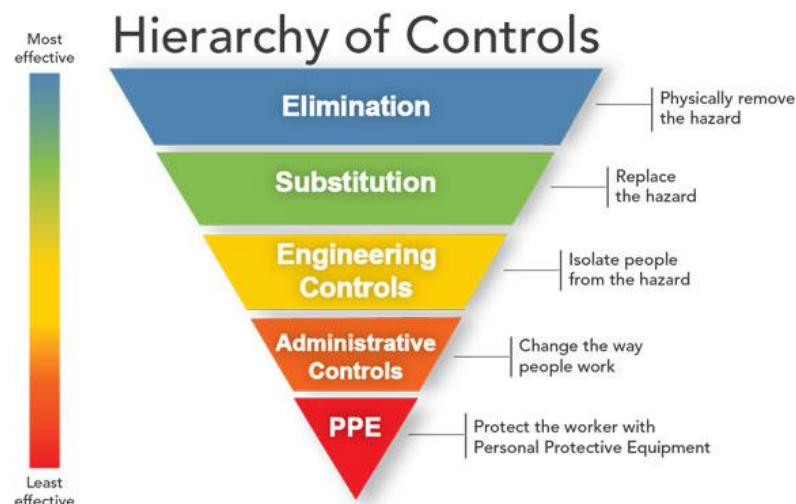 Hierarchy of Controls
Most
effective
Elimination
Physically remove
the hazard
Substitution
Replace
the hazard
Engineering
Controls
Isolate people
from the hazard
Administrative
Controls
Change the way
people work
PPE
Protect the worker with
Personal Protective Equipment
Least
effective